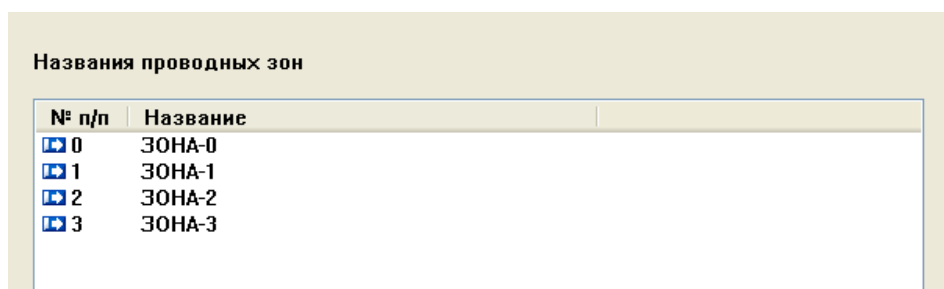 Названия проводных зон
№ п/п Название
0 ЗОНА-0
1 ЗОНА-1
2 ЗОНА-2
3 ЗОНА-3